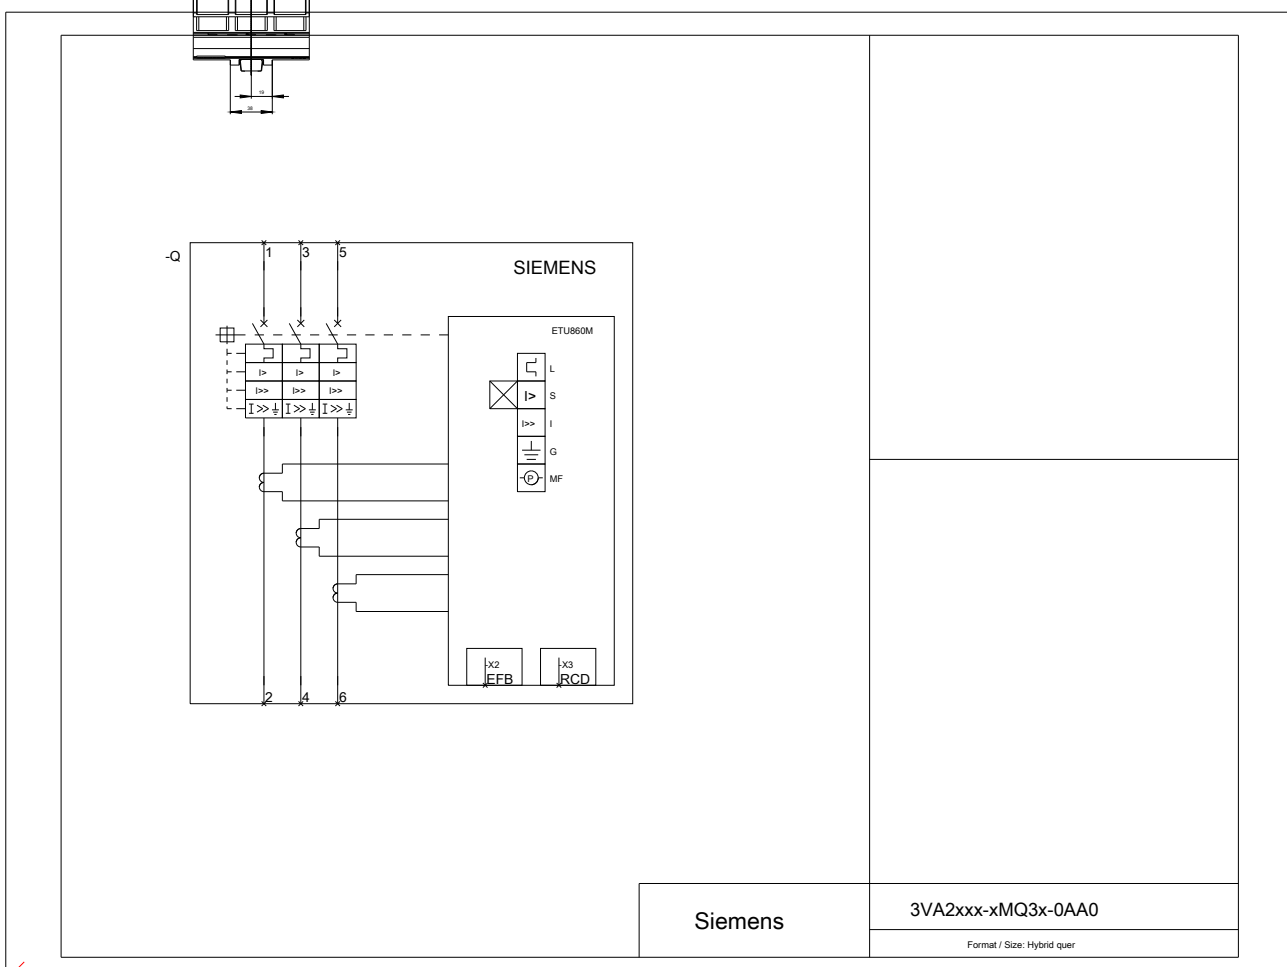 19
38
-Q
1
3
5
SIEMENS
ETU860M
L
I>
I>
I>
I>
S
I>>
I>>
I>>
I>>
I
I>>
I>>
I>>
G
P
MF
-X2
EFB
-X3
RCD
2
4
6
Siemens
3VA2xxx-xMQ3x-0AA0
Format / Size: Hybrid quer